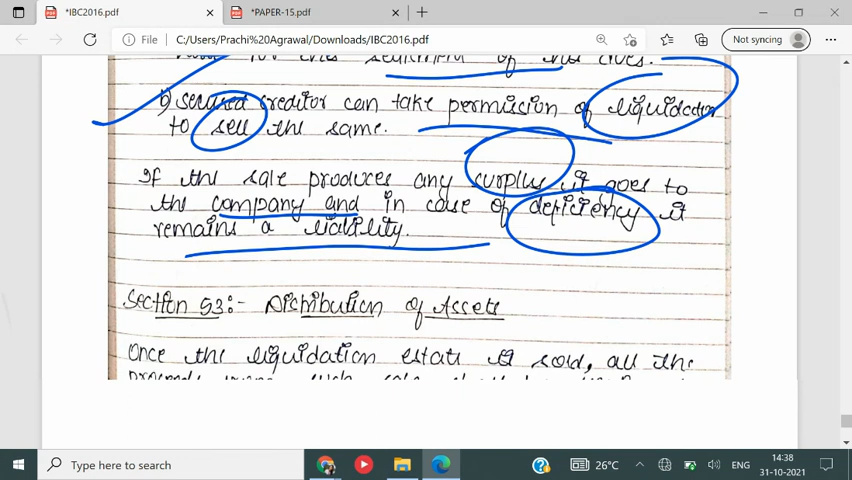 *IBC2016.pdf
*PAPER-15.pdf
File
C:/Users/Prachi%20Agrawal/Downloads/IBC2016.pdf
Not syncing
of
b) secured creditor can take permission of liquidator
to sell the same.
If the sale produces any surplus it goes to
the company and in case of deficiency it
remains a liability.
Section 53:- Distribution of Assets
Once the liquidation estate is sold, all the
Type here to search
26°C
ENG
14:38
31-10-2021